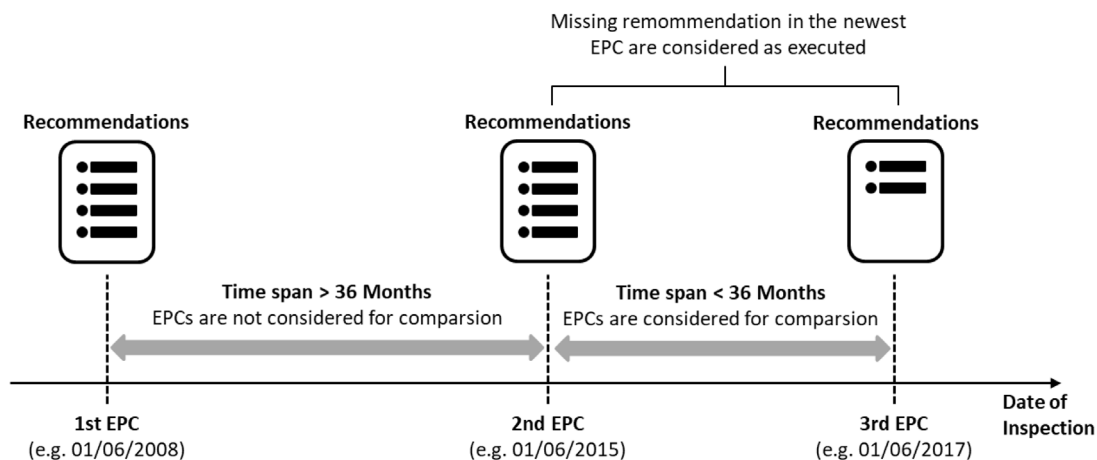 Missing remommendation in the newest
EPC are considered as executed
Recommendations
Recommendations
Recommendations
Time span > 36 Months
EPCs are not considered for comparsion
Time span < 36 Months
EPCs are considered for comparsion
1st EPC
(e.g. 01/06/2008)
2nd EPC
(e.g. 01/06/2015)
3rd EPC
(e.g. 01/06/2017)
Date of
Inspection